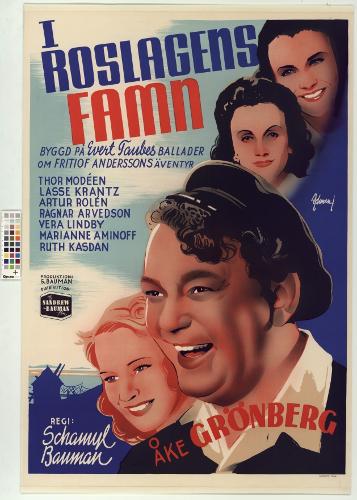 I
ROSLAGENS
FAMN
BYGGD PÅ Evert Taubes BALLADER
OM FRITIOF ANDERSSONS ÄVENTYR
THOR MODÉEN
LASSE KRANTZ
ARTUR ROLÉN
RAGNAR ARVEDSON
VERA LINDBY
MARIANNE AMINOFF
RUTH KASDAN
SANDREW
BAUMAN
REGI:
Schamyl
Bauman
ÅKE GRÖNBERG